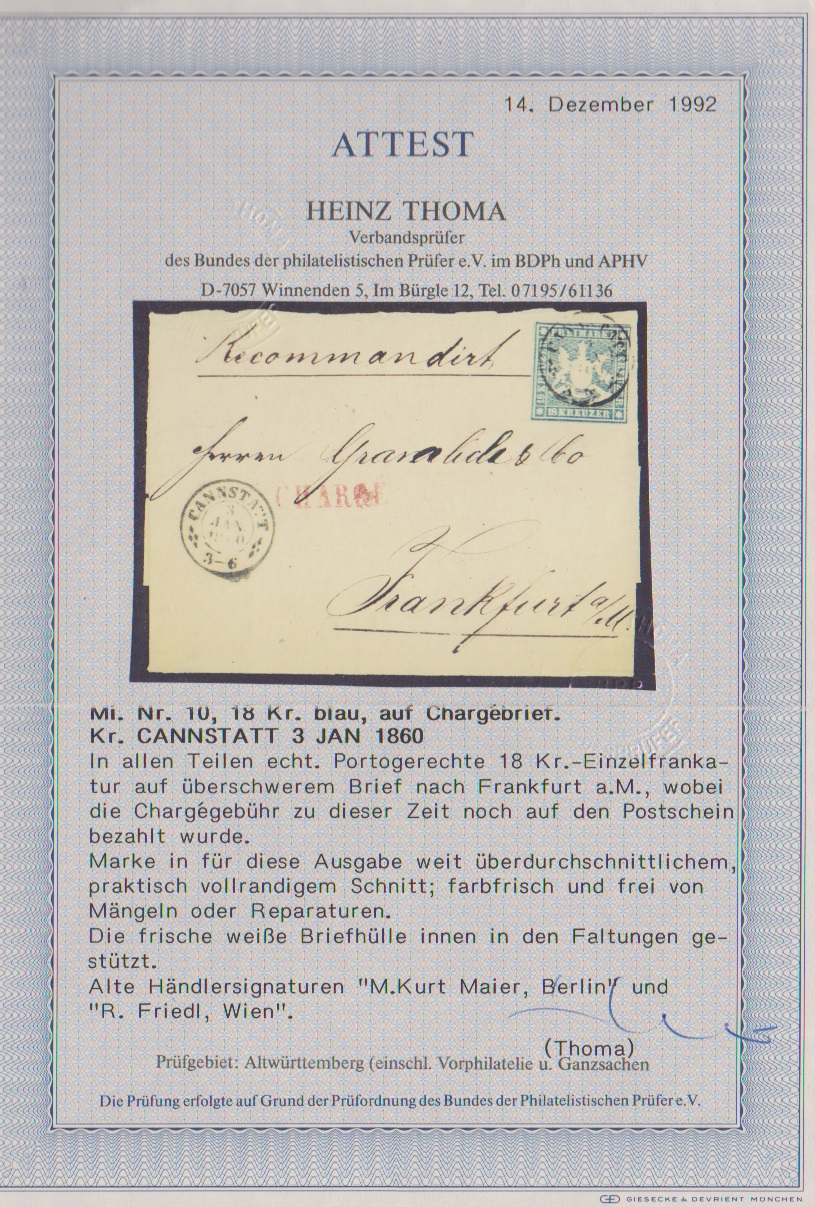 14. Dezember 1992
ATTEST
HEINZ THOMA
Verbandsprüfer
des Bundes der philatelistischen Prüfer e.V. im BDPh und APHV
D-7057 Winnenden 5, Im Bürgle 12, Tel. 07195/61136
Recommandirt
18 KREUZER
Herren & Co
CHARGÉ
CANNSTATT
3
JAN
3-6
Frankfurt a/M.
Mi. Nr. 10, 18 Kr. blau, auf Chargébrief.
Kr. CANNSTATT 3 JAN 1860
In allen Teilen echt. Portogerechte 18 Kr.-Einzelfranka-
tur auf überschwerem Brief nach Frankfurt a.M., wobei
die Chargégebühr zu dieser Zeit noch auf den Postschein
bezahlt wurde.
Marke in für diese Ausgabe weit überdurchschnittlichem,
praktisch vollrandigem Schnitt; farbfrisch und frei von
Mängeln oder Reparaturen.
Die frische weiße Briefhülle innen in den Faltungen ge-
stützt.
Alte Händlersignaturen "M.Kurt Maier, Berlin" und
"R. Friedl, Wien".
(Thoma)
Prüfgebiet: Altwürttemberg (einschl. Vorphilatelie u. Ganzsachen
Die Prüfung erfolgte auf Grund der Prüfordnung des Bundes der Philatelistischen Prüfer e.V.
GIESECKE & DEVRIENT MÜNCHEN